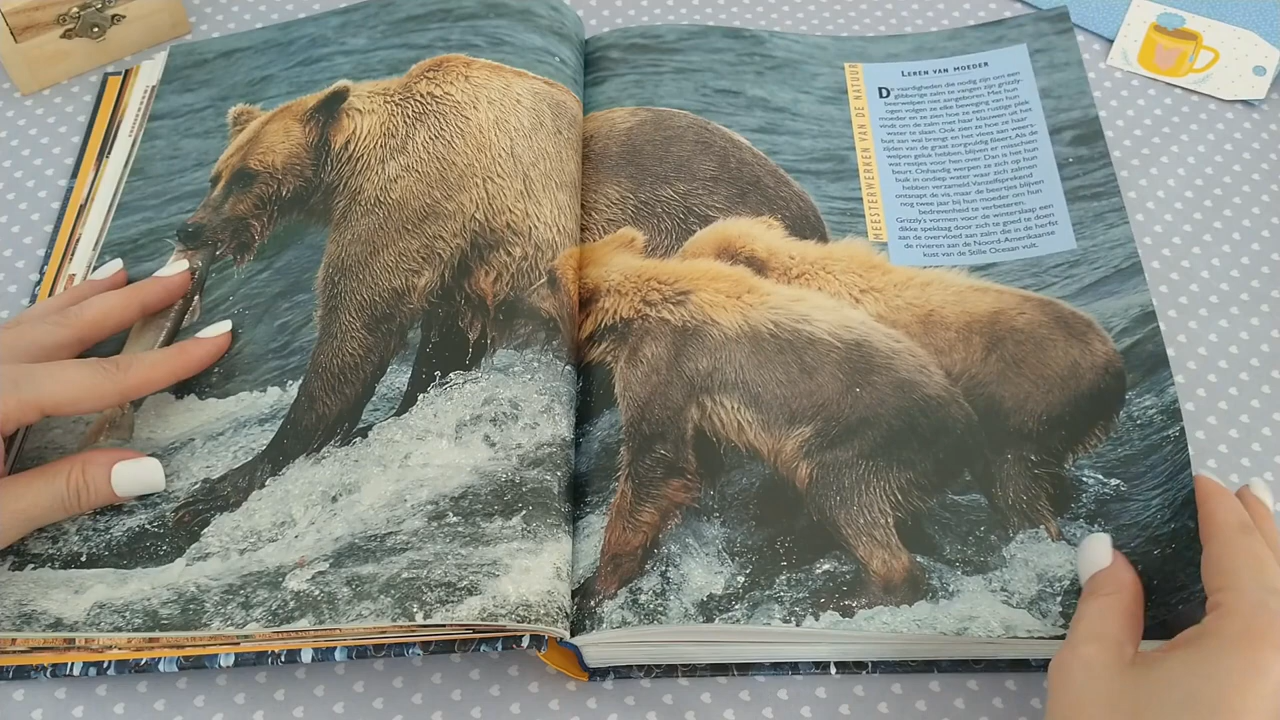 LEREN VAN MOEDER
De vaardigheden die nodig zijn om een
glibberige zalm te vangen zijn grizzly-
beerwelpen niet aangeboren. Met hun
ogen volgen ze elke beweging van hun
moeder en ze zien hoe ze een rustige plek
vindt om de zalm met haar klauwen uit het
water te slaan. Ook zien ze hoe ze haar
buit aan wal brengt en het vlees aan weers-
zijden van de graat zorgvuldig fileert. Als de
welpen geluk hebben, blijven er misschien
wat restjes voor hen over. Dan is het hun
beurt. Onhandig werpen ze zich op hun
buik in ondiep water waar zich zalmen
hebben verzameld. Vanzelfsprekend
ontsnapt de vis, maar de beertjes blijven
nog twee jaar bij hun moeder om hun
bedrevenheid te verbeteren.
Grizzly's vormen voor de winterslaap een
dikke speklaag door zich te goed te doen
aan de overvloed aan zalm die in de herfst
de rivieren aan de Noord-Amerikaanse
kust van de Stille Oceaan vult.
MEESTERWERKEN VAN DE NATUUR